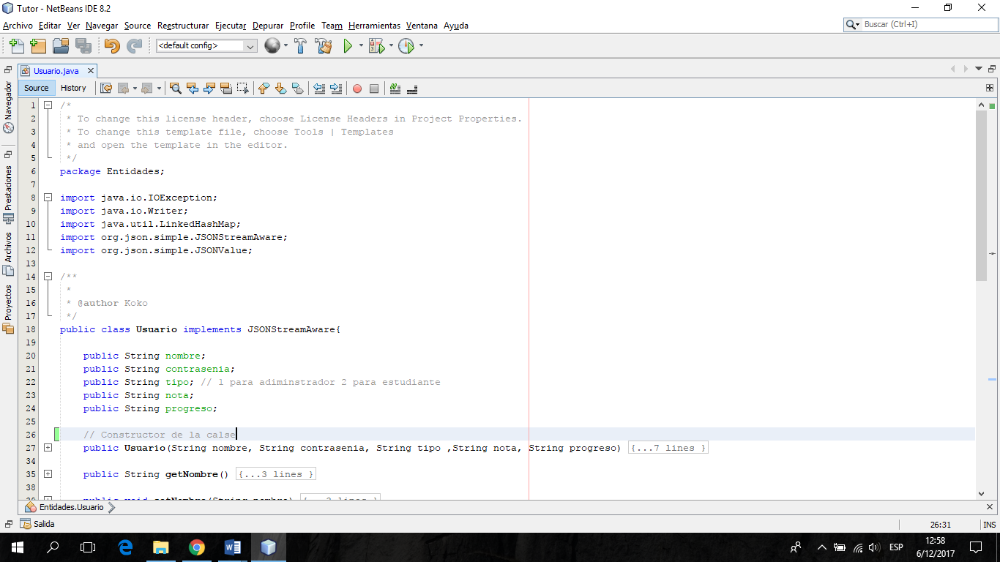 Tutor - NetBeans IDE 8.2
Archivo Editar Ver Navegar Source Reestructurar Ejecutar Depurar Profile Team Herramientas Ventana Ayuda
Buscar (Ctrl+I)
<default config>
Usuario.java
Source History
Navegador
Prestaciones
Archivos
Proyectos
1 /*
2 * To change this license header, choose License Headers in Project Properties.
3 * To change this template file, choose Tools | Templates
4 * and open the template in the editor.
5 */
6 package Entidades;
7
8 import java.io.IOException;
9 import java.io.Writer;
10 import java.util.LinkedHashMap;
11 import org.json.simple.JSONStreamAware;
12 import org.json.simple.JSONValue;
13
14 /**
15 *
16 * @author Koko
17 */
18 public class Usuario implements JSONStreamAware{
19
20 public String nombre;
21 public String contrasenia;
22 public String tipo; // 1 para adiminstrador 2 para estudiante
23 public String nota;
24 public String progreso;
25
26 // Constructor de la calse
27 public Usuario(String nombre, String contrasenia, String tipo ,String nota, String progreso) {...7 lines }
34
35 public String getNombre() {...3 lines }
38
39 public void setNombre(String nombre) {...3 lines }
Entidades.Usuario
Salida
26:31 INS
ESP
12:58
6/12/2017